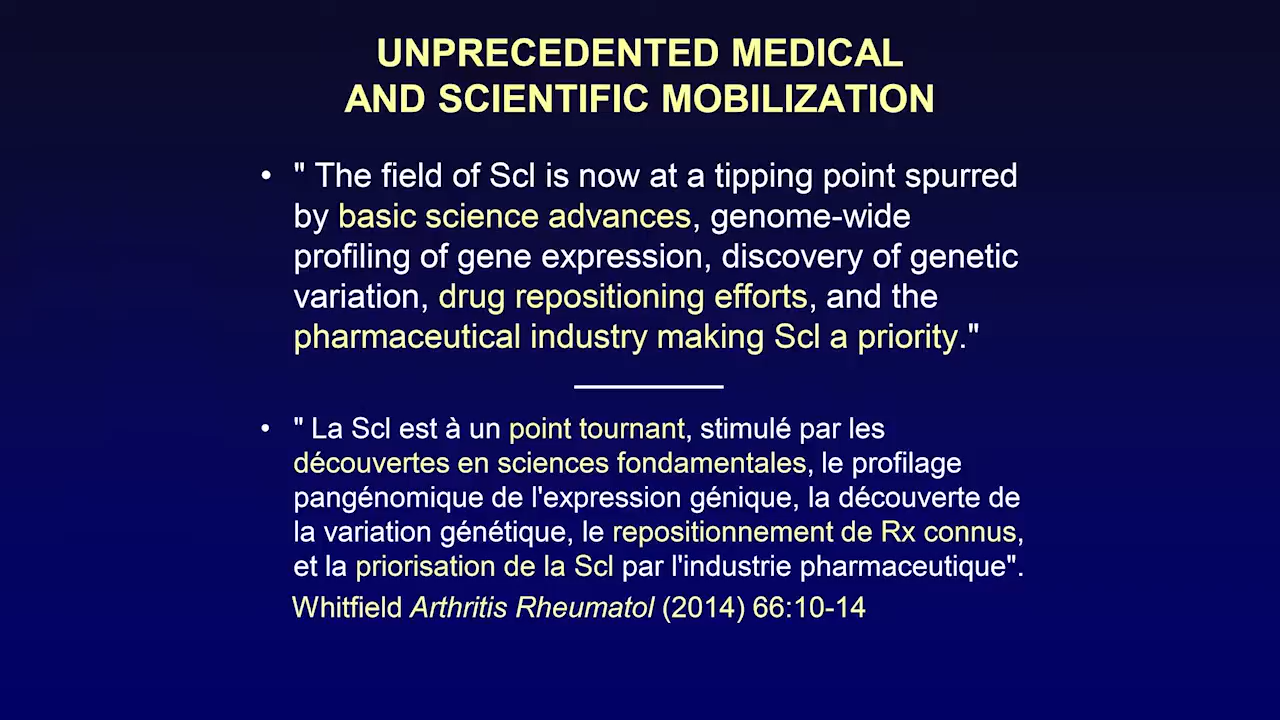 UNPRECEDENTED MEDICAL
AND SCIENTIFIC MOBILIZATION
• " The field of Scl is now at a tipping point spurred
by basic science advances, genome-wide
profiling of gene expression, discovery of genetic
variation, drug repositioning efforts, and the
pharmaceutical industry making Scl a priority."
• " La Scl est à un point tournant, stimulé par les
découvertes en sciences fondamentales, le profilage
pangénomique de l'expression génique, la découverte de
la variation génétique, le repositionnement de Rx connus,
et la priorisation de la Scl par l'industrie pharmaceutique".
Whitfield Arthritis Rheumatol (2014) 66:10-14